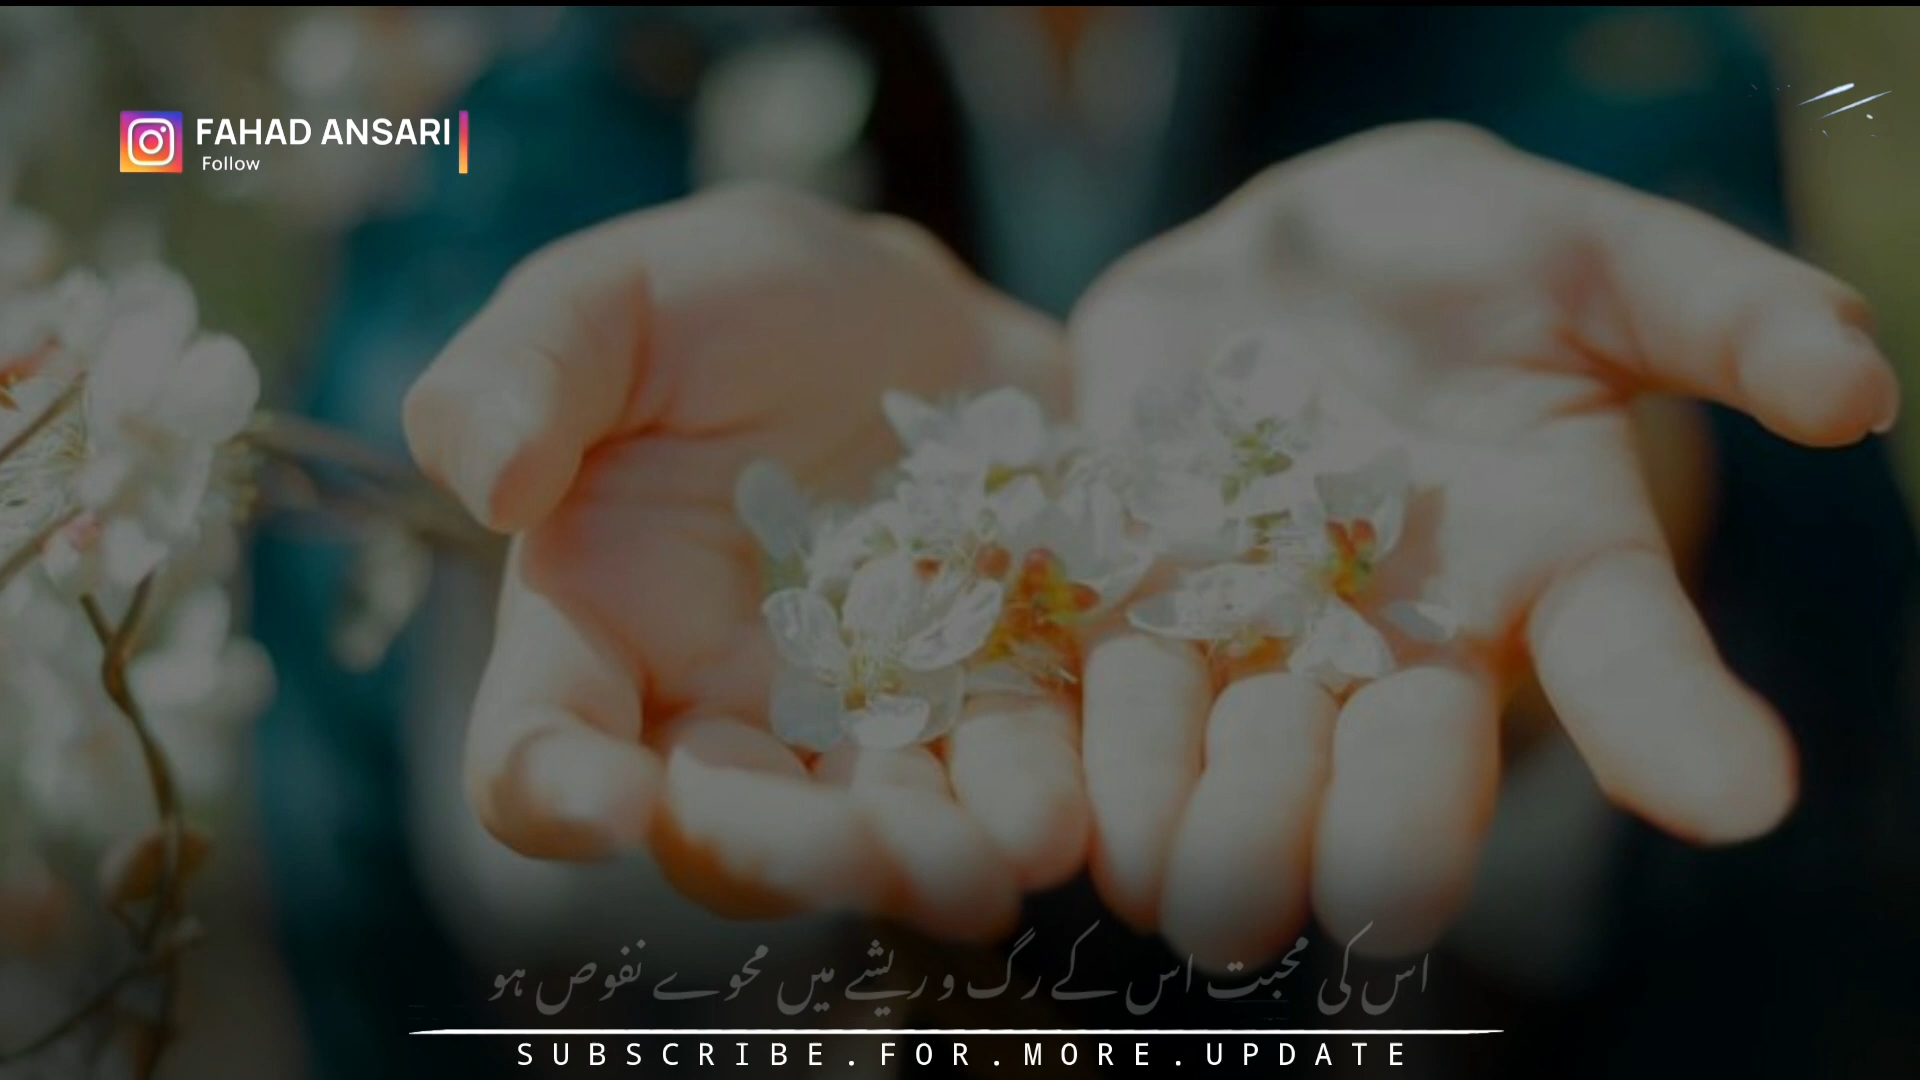 FAHAD ANSARI
Follow
اس کی محبت اس کے رگ و ریشے میں محوے نفوص ہو
SUBSCRIBE.FOR.MORE.UPDATE